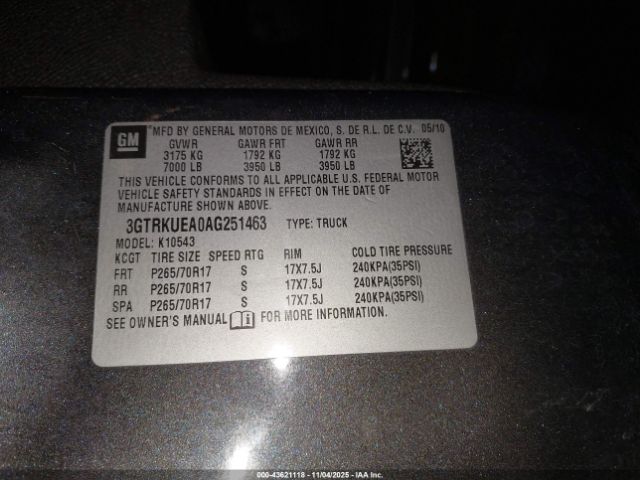 GM
*MFD BY GENERAL MOTORS DE MEXICO, S. DE R.L. DE C.V. 05/10
GVWR GAWR FRT GAWR RR
3175 KG 1792 KG 1792 KG
7000 LB 3950 LB 3950 LB
THIS VEHICLE CONFORMS TO ALL APPLICABLE U.S. FEDERAL MOTOR
VEHICLE SAFETY STANDARDS IN EFFECT ON THE DATE OF
MANUFACTURE SHOWN ABOVE.
3GTRKUEA0AG251463 TYPE: TRUCK
MODEL: K10543
KCGT TIRE SIZE SPEED RTG RIM COLD TIRE PRESSURE
FRT P265/70R17 S 17X7.5J 240KPA(35PSI)
RR P265/70R17 S 17X7.5J 240KPA(35PSI)
SPA P265/70R17 S 17X7.5J 240KPA(35PSI)
SEE OWNER'S MANUAL FOR MORE INFORMATION.
000-43621118 - 11/04/2025 - IAA Inc.